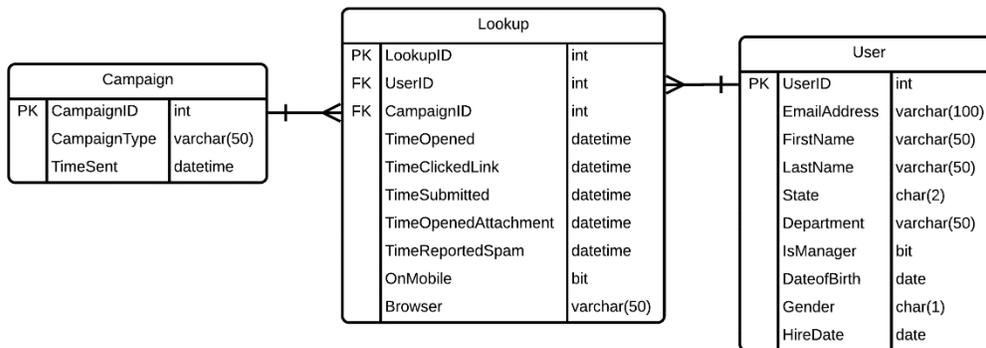 Campaign
PK CampaignID int
CampaignType varchar(50)
TimeSent datetime
Lookup
PK LookupID int
FK UserID int
FK CampaignID int
TimeOpened datetime
TimeClickedLink datetime
TimeSubmitted datetime
TimeOpenedAttachment datetime
TimeReportedSpam datetime
OnMobile bit
Browser varchar(50)
User
PK UserID int
EmailAddress varchar(100)
FirstName varchar(50)
LastName varchar(50)
State char(2)
Department varchar(50)
IsManager bit
DateofBirth date
Gender char(1)
HireDate date